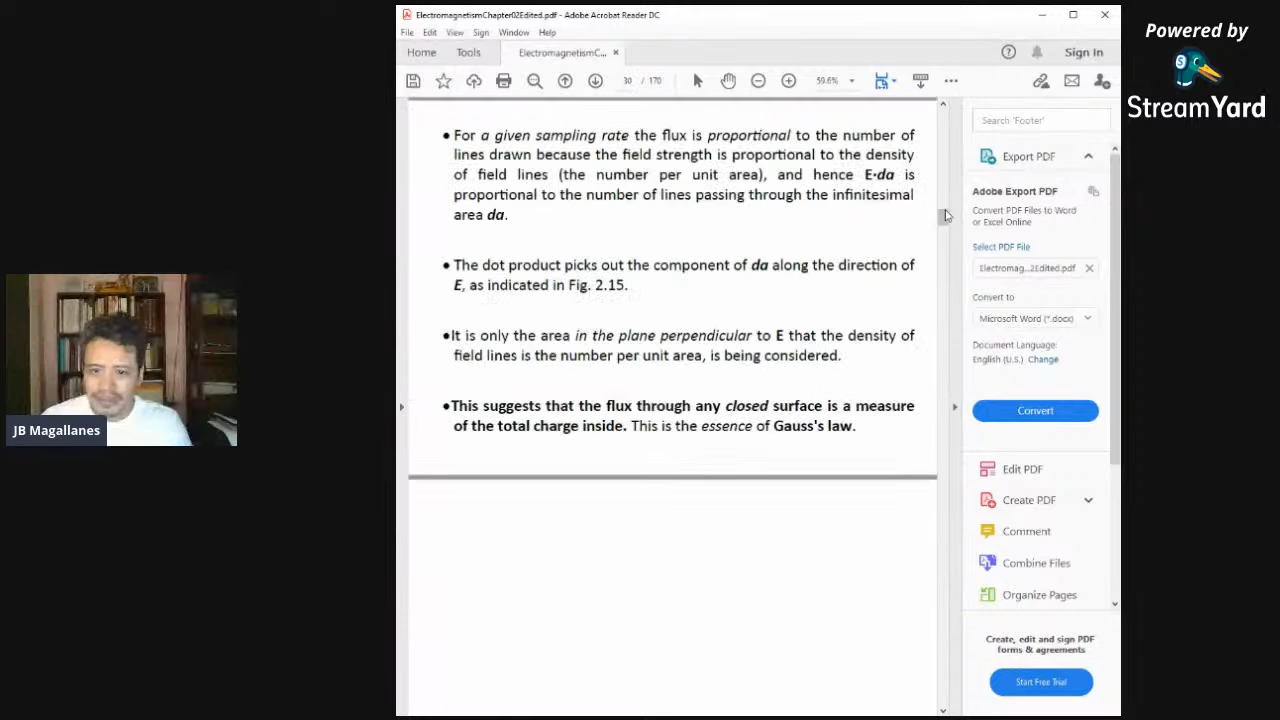 ElectromagnetismChapter02Edited.pdf - Adobe Acrobat Reader DC
File Edit View Sign Window Help
Home Tools ElectromagnetismC... × Sign In
30 / 170 59.6%
• For a given sampling rate the flux is proportional to the number of
lines drawn because the field strength is proportional to the density
of field lines (the number per unit area), and hence E·da is
proportional to the number of lines passing through the infinitesimal
area da.
• The dot product picks out the component of da along the direction of
E, as indicated in Fig. 2.15.
•It is only the area in the plane perpendicular to E that the density of
field lines is the number per unit area, is being considered.
•This suggests that the flux through any closed surface is a measure
of the total charge inside. This is the essence of Gauss's law.
Search 'Footer'
Export PDF
Adobe Export PDF
Convert PDF Files to Word
or Excel Online
Select PDF File
Electromag...2Edited.pdf
Convert to
Microsoft Word (*.docx)
Document Language:
English (U.S.) Change
Convert
Edit PDF
Create PDF
Comment
Combine Files
Organize Pages
Create, edit and sign PDF
forms & agreements
Start Free Trial
JB Magallanes
Powered by
S
StreamYard